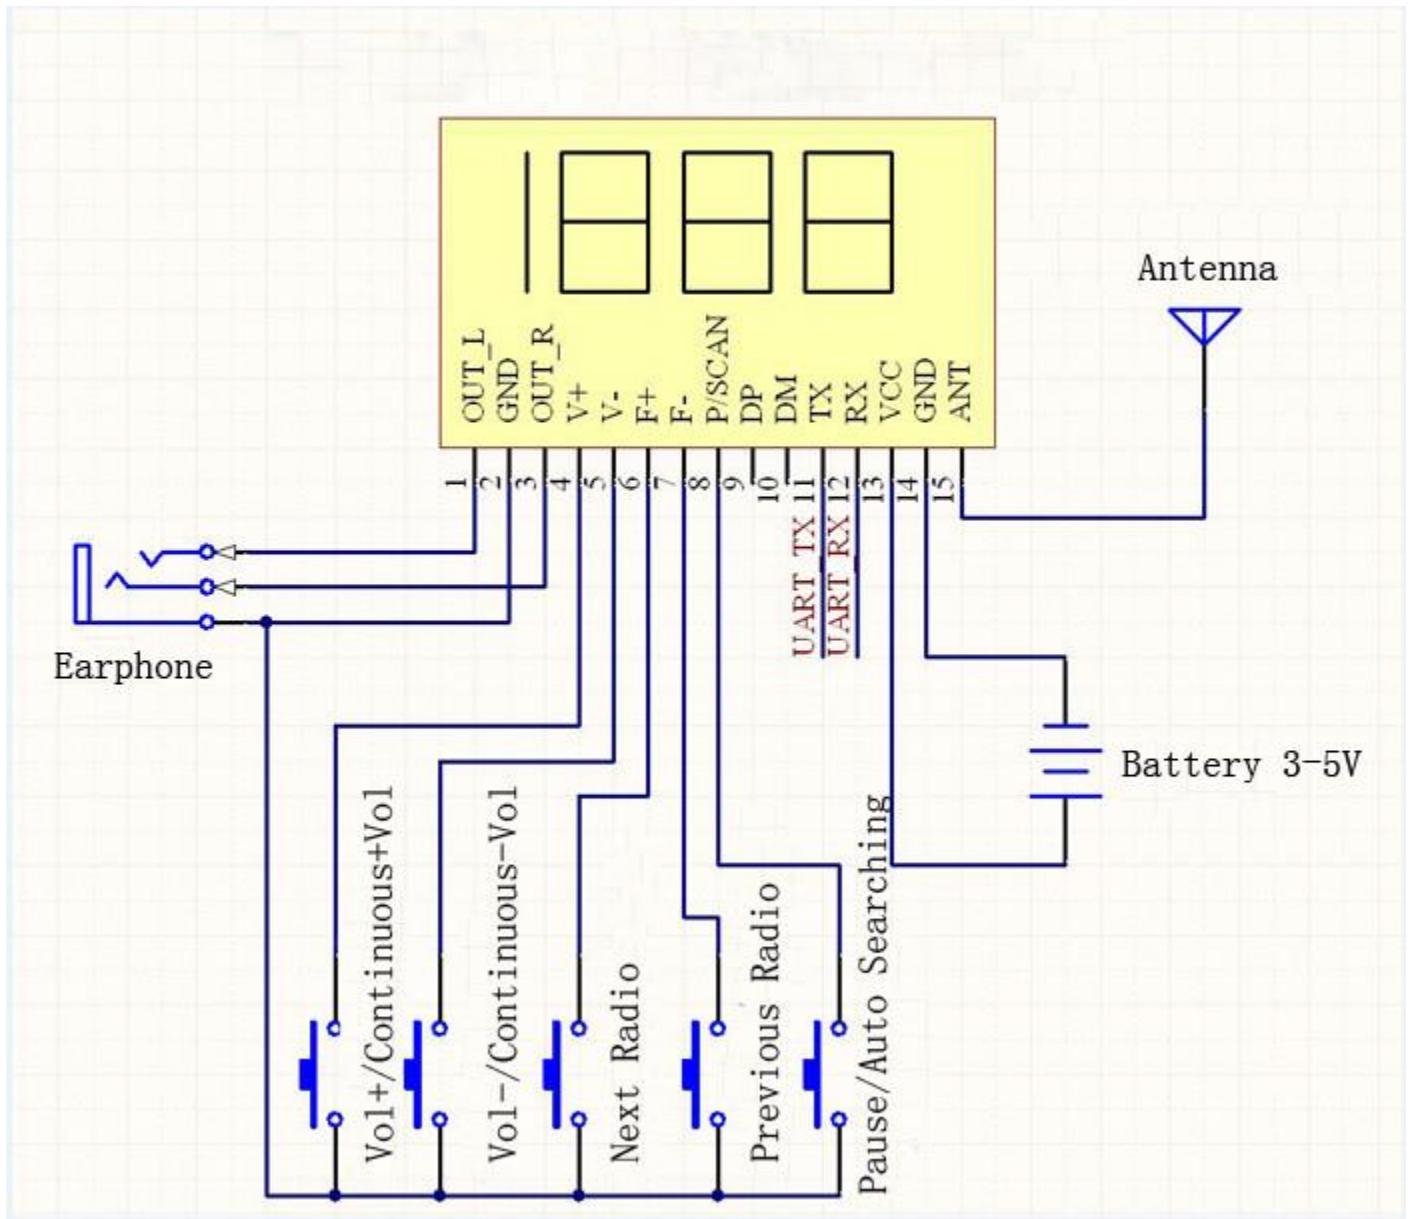 Antenna
OUT_L
GND
OUT_R
V+
V-
F+
F-
P/SCAN
DP
DM
TX
RX
VCC
GND
ANT
1
2
3
4
5
6
7
8
9
10
11
12
13
14
15
UART_TX
UART_RX
Earphone
Battery 3-5V
Vol+/Continuous+Vol
Vol-/Continuous-Vol
Next Radio
Previous Radio
Pause/Auto Searching